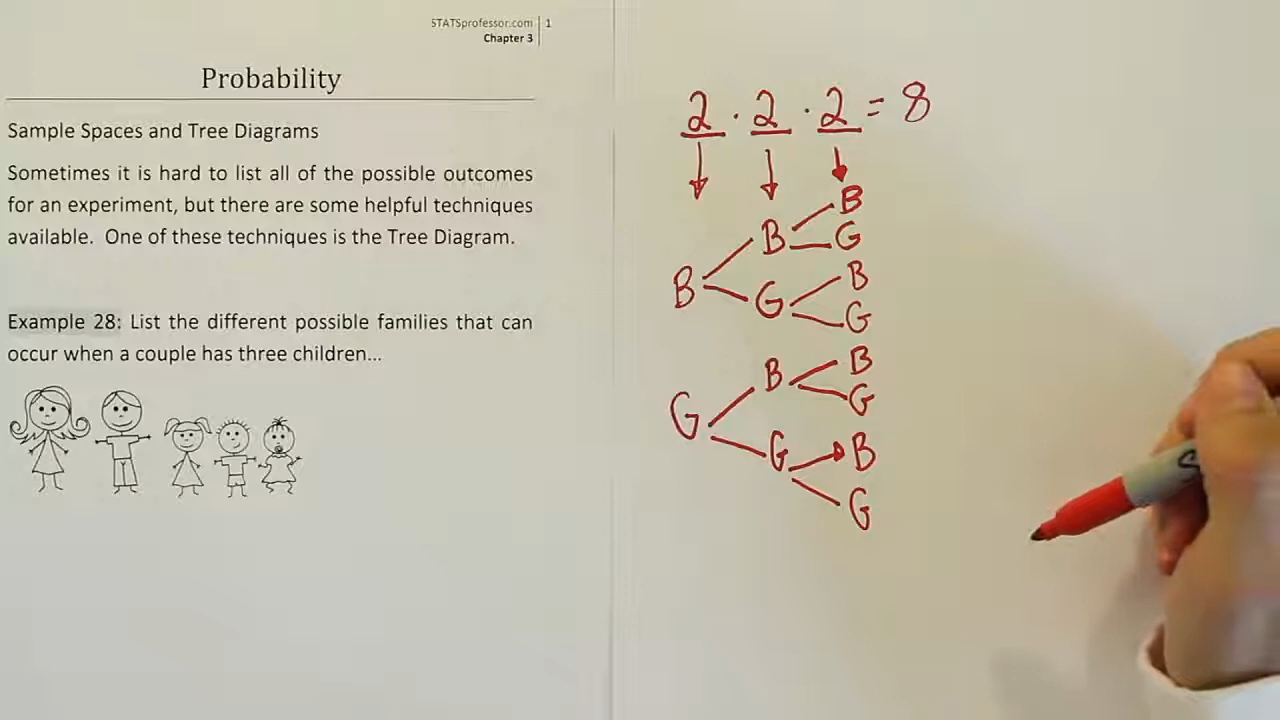 STATSprofessor.com 1
Chapter 3
Probability
Sample Spaces and Tree Diagrams
Sometimes it is hard to list all of the possible outcomes
for an experiment, but there are some helpful techniques
available. One of these techniques is the Tree Diagram.
Example 28: List the different possible families that can
occur when a couple has three children...
2 · 2 · 2 = 8
B
B
G
B
B
G
G
B
B
G
G
B
G
G